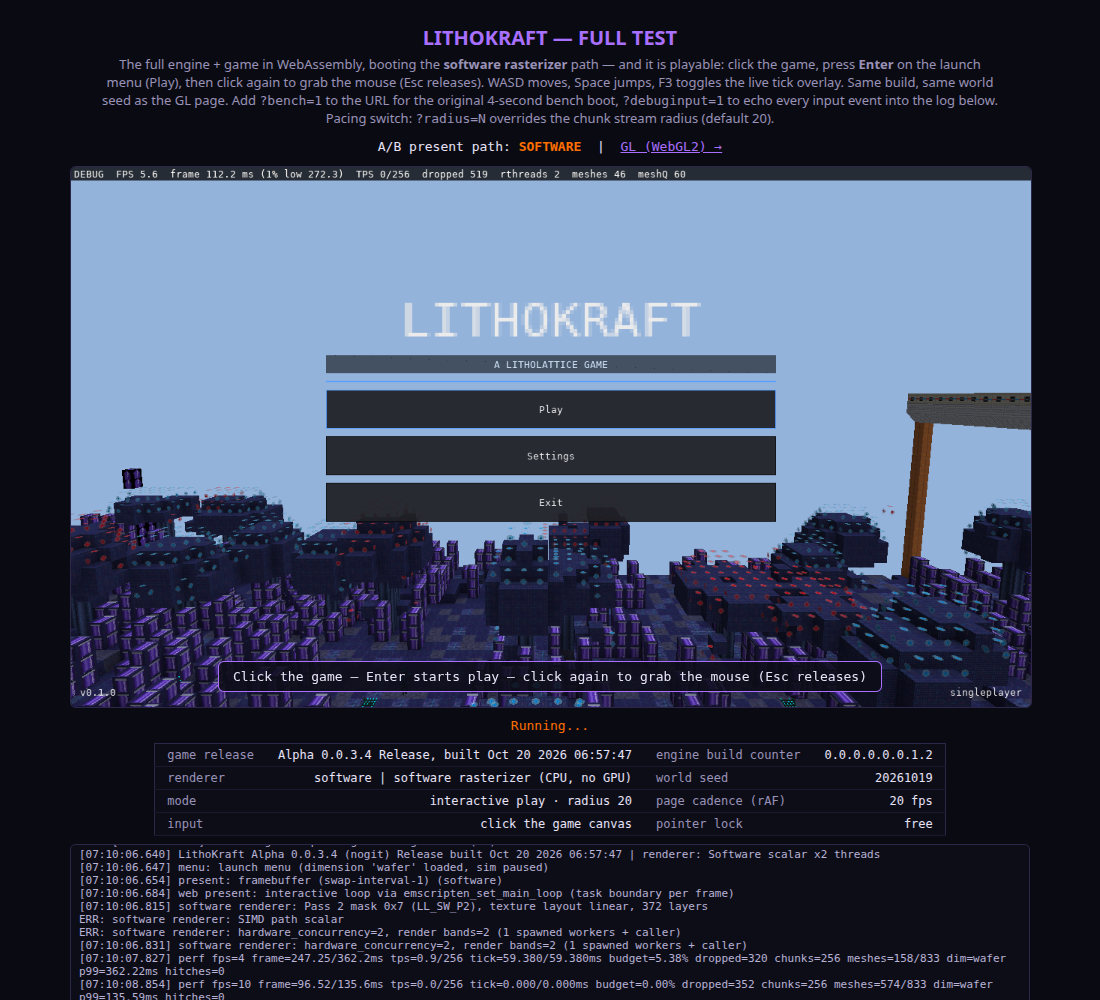 LITHOKRAFT — FULL TEST
The full engine + game in WebAssembly, booting the software rasterizer path — and it is playable: click the game, press Enter on the launch
menu (Play), then click again to grab the mouse (Esc releases). WASD moves, Space jumps, F3 toggles the live tick overlay. Same build, same world
seed as the GL page. Add ?bench=1 to the URL for the original 4-second bench boot, ?debuginput=1 to echo every input event into the log below.
Pacing switch: ?radius=N overrides the chunk stream radius (default 20).
A/B present path: SOFTWARE | GL (WebGL2) →
DEBUG FPS 5.6 frame 112.2 ms (1% low 272.3) TPS 0/256 dropped 519 rthreads 2 meshes 46 meshQ 60
LITHOKRAFT
A LITHOLATTICE GAME
Play
Settings
Exit
Click the game — Enter starts play — click again to grab the mouse (Esc releases)
v0.1.0
singleplayer
Running...
game release Alpha 0.0.3.4 Release, built Oct 20 2026 06:57:47 engine build counter 0.0.0.0.0.0.1.2
renderer software | software rasterizer (CPU, no GPU) world seed 20261019
mode interactive play · radius 20 page cadence (rAF) 20 fps
input click the game canvas pointer lock free
[07:10:06.640] LithoKraft Alpha 0.0.3.4 (nogit) Release built Oct 20 2026 06:57:47 | renderer: Software scalar x2 threads
[07:10:06.647] menu: launch menu (dimension 'wafer' loaded, sim paused)
[07:10:06.654] present: framebuffer (swap-interval-1) (software)
[07:10:06.684] web present: interactive loop via emscripten_set_main_loop (task boundary per frame)
[07:10:06.815] software renderer: Pass 2 mask 0x7 (LL_SW_P2), texture layout linear, 372 layers
ERR: software renderer: SIMD path scalar
ERR: software renderer: hardware_concurrency=2, render bands=2 (1 spawned workers + caller)
[07:10:06.831] software renderer: hardware_concurrency=2, render bands=2 (1 spawned workers + caller)
[07:10:07.827] perf fps=4 frame=247.25/362.2ms tps=0.9/256 tick=59.380/59.380ms budget=5.38% dropped=320 chunks=256 meshes=158/833 dim=wafer
p99=362.22ms hitches=0
[07:10:08.854] perf fps=10 frame=96.52/135.6ms tps=0.0/256 tick=0.000/0.000ms budget=0.00% dropped=352 chunks=256 meshes=574/833 dim=wafer
p99=135.59ms hitches=0